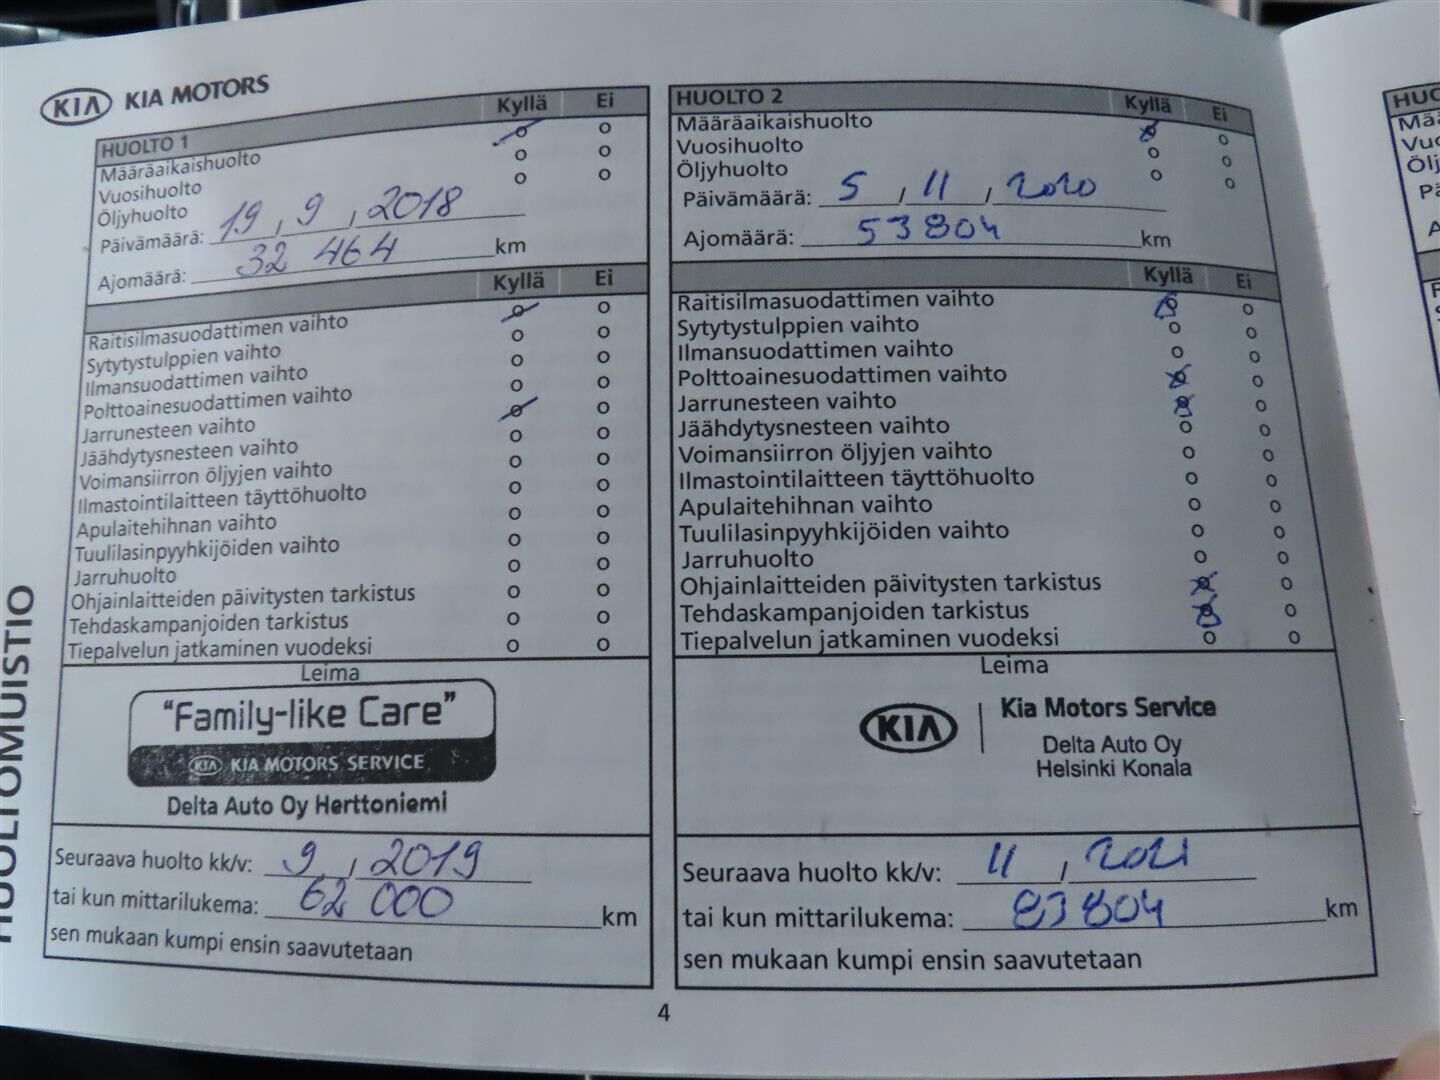 KIA KIA MOTORS
HUOLTO 1 Kyllä Ei
Määräaikaishuolto
Vuosihuolto
Öljyhuolto
Päivämäärä: 19 , 9 , 2018
Ajomäärä: 32 464 km
Kyllä Ei
Raitisilmasuodattimen vaihto
Sytytystulppien vaihto
Ilmansuodattimen vaihto
Polttoainesuodattimen vaihto
Jarrunesteen vaihto
Jäähdytysnesteen vaihto
Voimansiirron öljyjen vaihto
Ilmastointilaitteen täyttöhuolto
Apulaitehihnan vaihto
Tuulilasinpyyhkijöiden vaihto
Jarruhuolto
Ohjainlaitteiden päivitysten tarkistus
Tehdaskampanjoiden tarkistus
Tiepalvelun jatkaminen vuodeksi
Leima
"Family-like Care"
KIA KIA MOTORS SERVICE
Delta Auto Oy Herttoniemi
Seuraava huolto kk/v: 9 , 2019
tai kun mittarilukema: 62 000 km
sen mukaan kumpi ensin saavutetaan
HUOLTO 2 Kyllä Ei
Määräaikaishuolto
Vuosihuolto
Öljyhuolto
Päivämäärä: 5 / 11 / 2020
Ajomäärä: 53804 km
Kyllä Ei
Raitisilmasuodattimen vaihto
Sytytystulppien vaihto
Ilmansuodattimen vaihto
Polttoainesuodattimen vaihto
Jarrunesteen vaihto
Jäähdytysnesteen vaihto
Voimansiirron öljyjen vaihto
Ilmastointilaitteen täyttöhuolto
Apulaitehihnan vaihto
Tuulilasinpyyhkijöiden vaihto
Jarruhuolto
Ohjainlaitteiden päivitysten tarkistus
Tehdaskampanjoiden tarkistus
Tiepalvelun jatkaminen vuodeksi
Leima
KIA Kia Motors Service
Delta Auto Oy
Helsinki Konala
Seuraava huolto kk/v: 11 / 2021
tai kun mittarilukema: 83804 km
sen mukaan kumpi ensin saavutetaan
4
HUOLTOMUISTIO